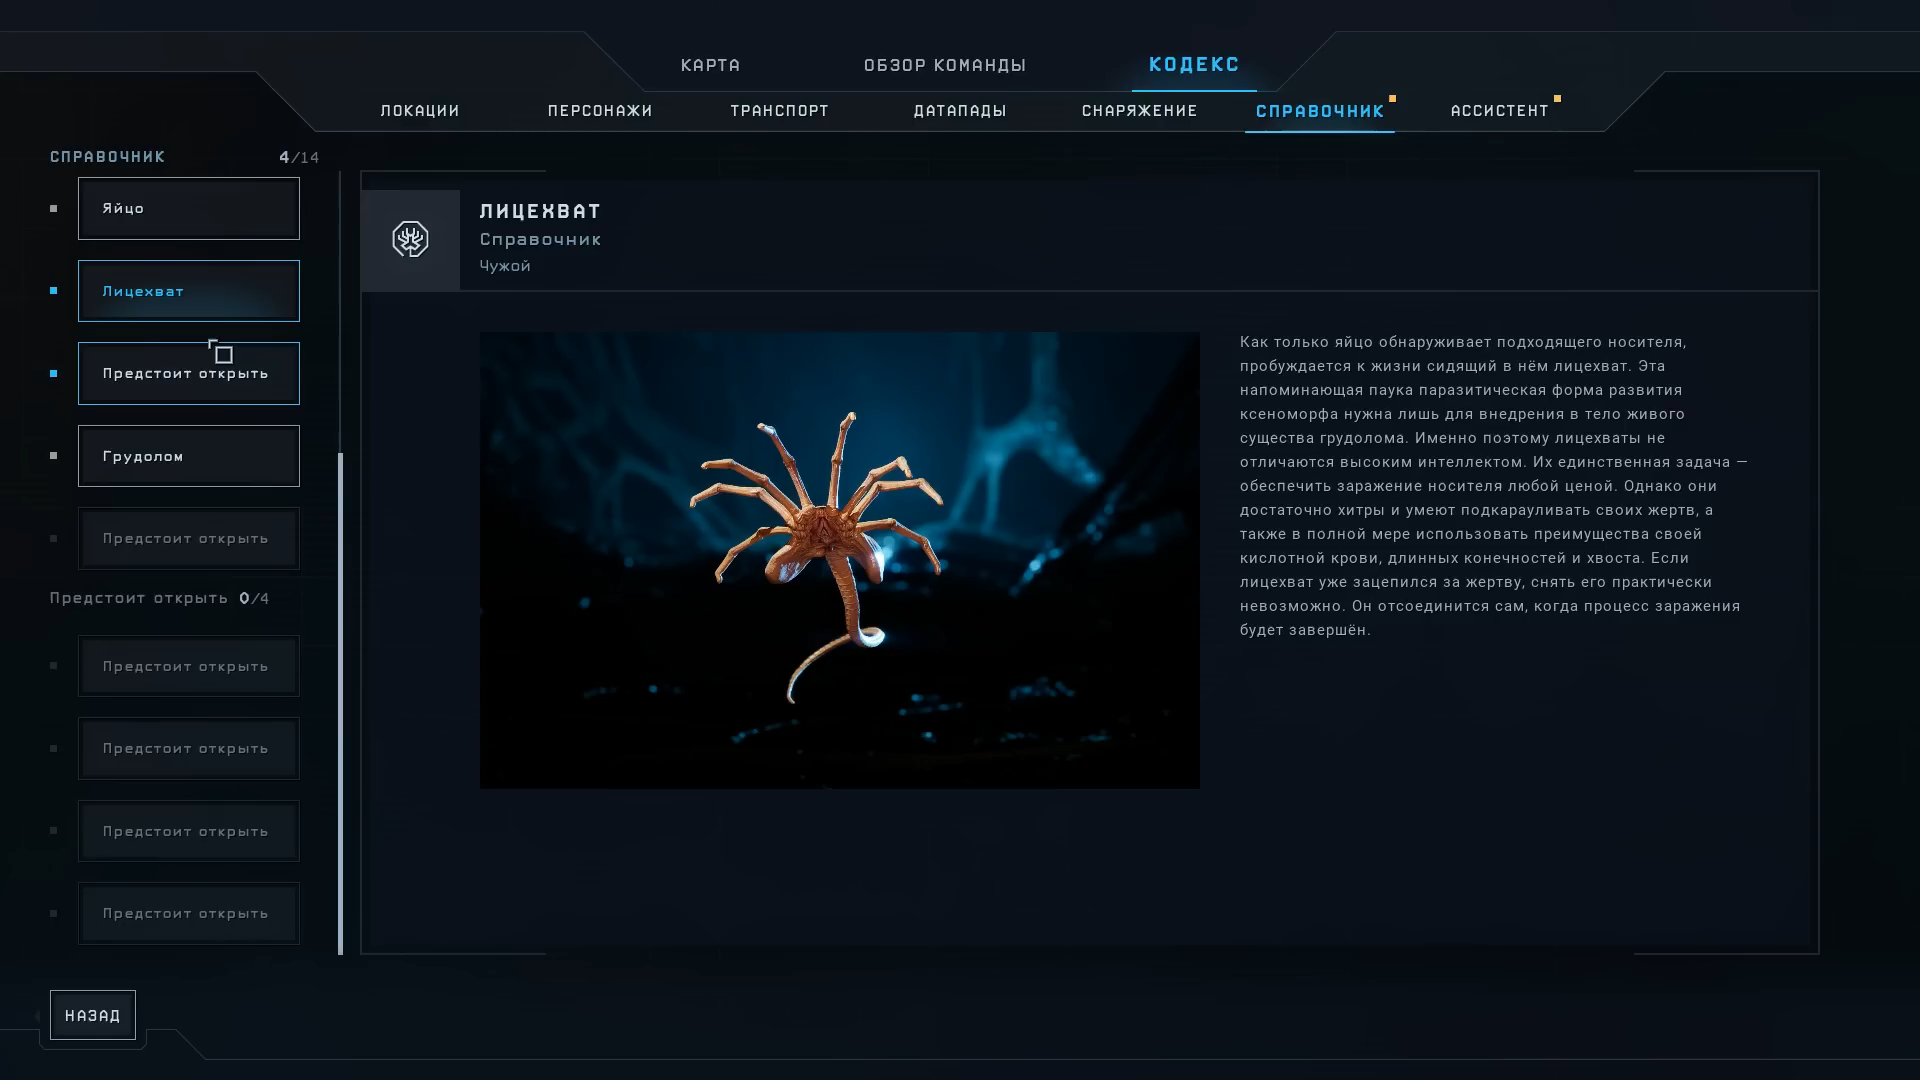 КАРТА
ОБЗОР КОМАНДЫ
КОДЕКС
ЛОКАЦИИ
ПЕРСОНАЖИ
ТРАНСПОРТ
ДАТАПАДЫ
СНАРЯЖЕНИЕ
СПРАВОЧНИК
АССИСТЕНТ
СПРАВОЧНИК 4/14
Яйцо
Лицехват
Предстоит открыть
Грудолом
Предстоит открыть
Предстоит открыть 0/4
Предстоит открыть
Предстоит открыть
Предстоит открыть
Предстоит открыть
ЛИЦЕХВАТ
Справочник
Чужой
Как только яйцо обнаруживает подходящего носителя,
пробуждается к жизни сидящий в нём лицехват. Эта
напоминающая паука паразитическая форма развития
ксеноморфа нужна лишь для внедрения в тело живого
существа грудолома. Именно поэтому лицехваты не
отличаются высоким интеллектом. Их единственная задача —
обеспечить заражение носителя любой ценой. Однако они
достаточно хитры и умеют подкарауливать своих жертв, а
также в полной мере использовать преимущества своей
кислотной крови, длинных конечностей и хвоста. Если
лицехват уже зацепился за жертву, снять его практически
невозможно. Он отсоединится сам, когда процесс заражения
будет завершён.
НАЗАД